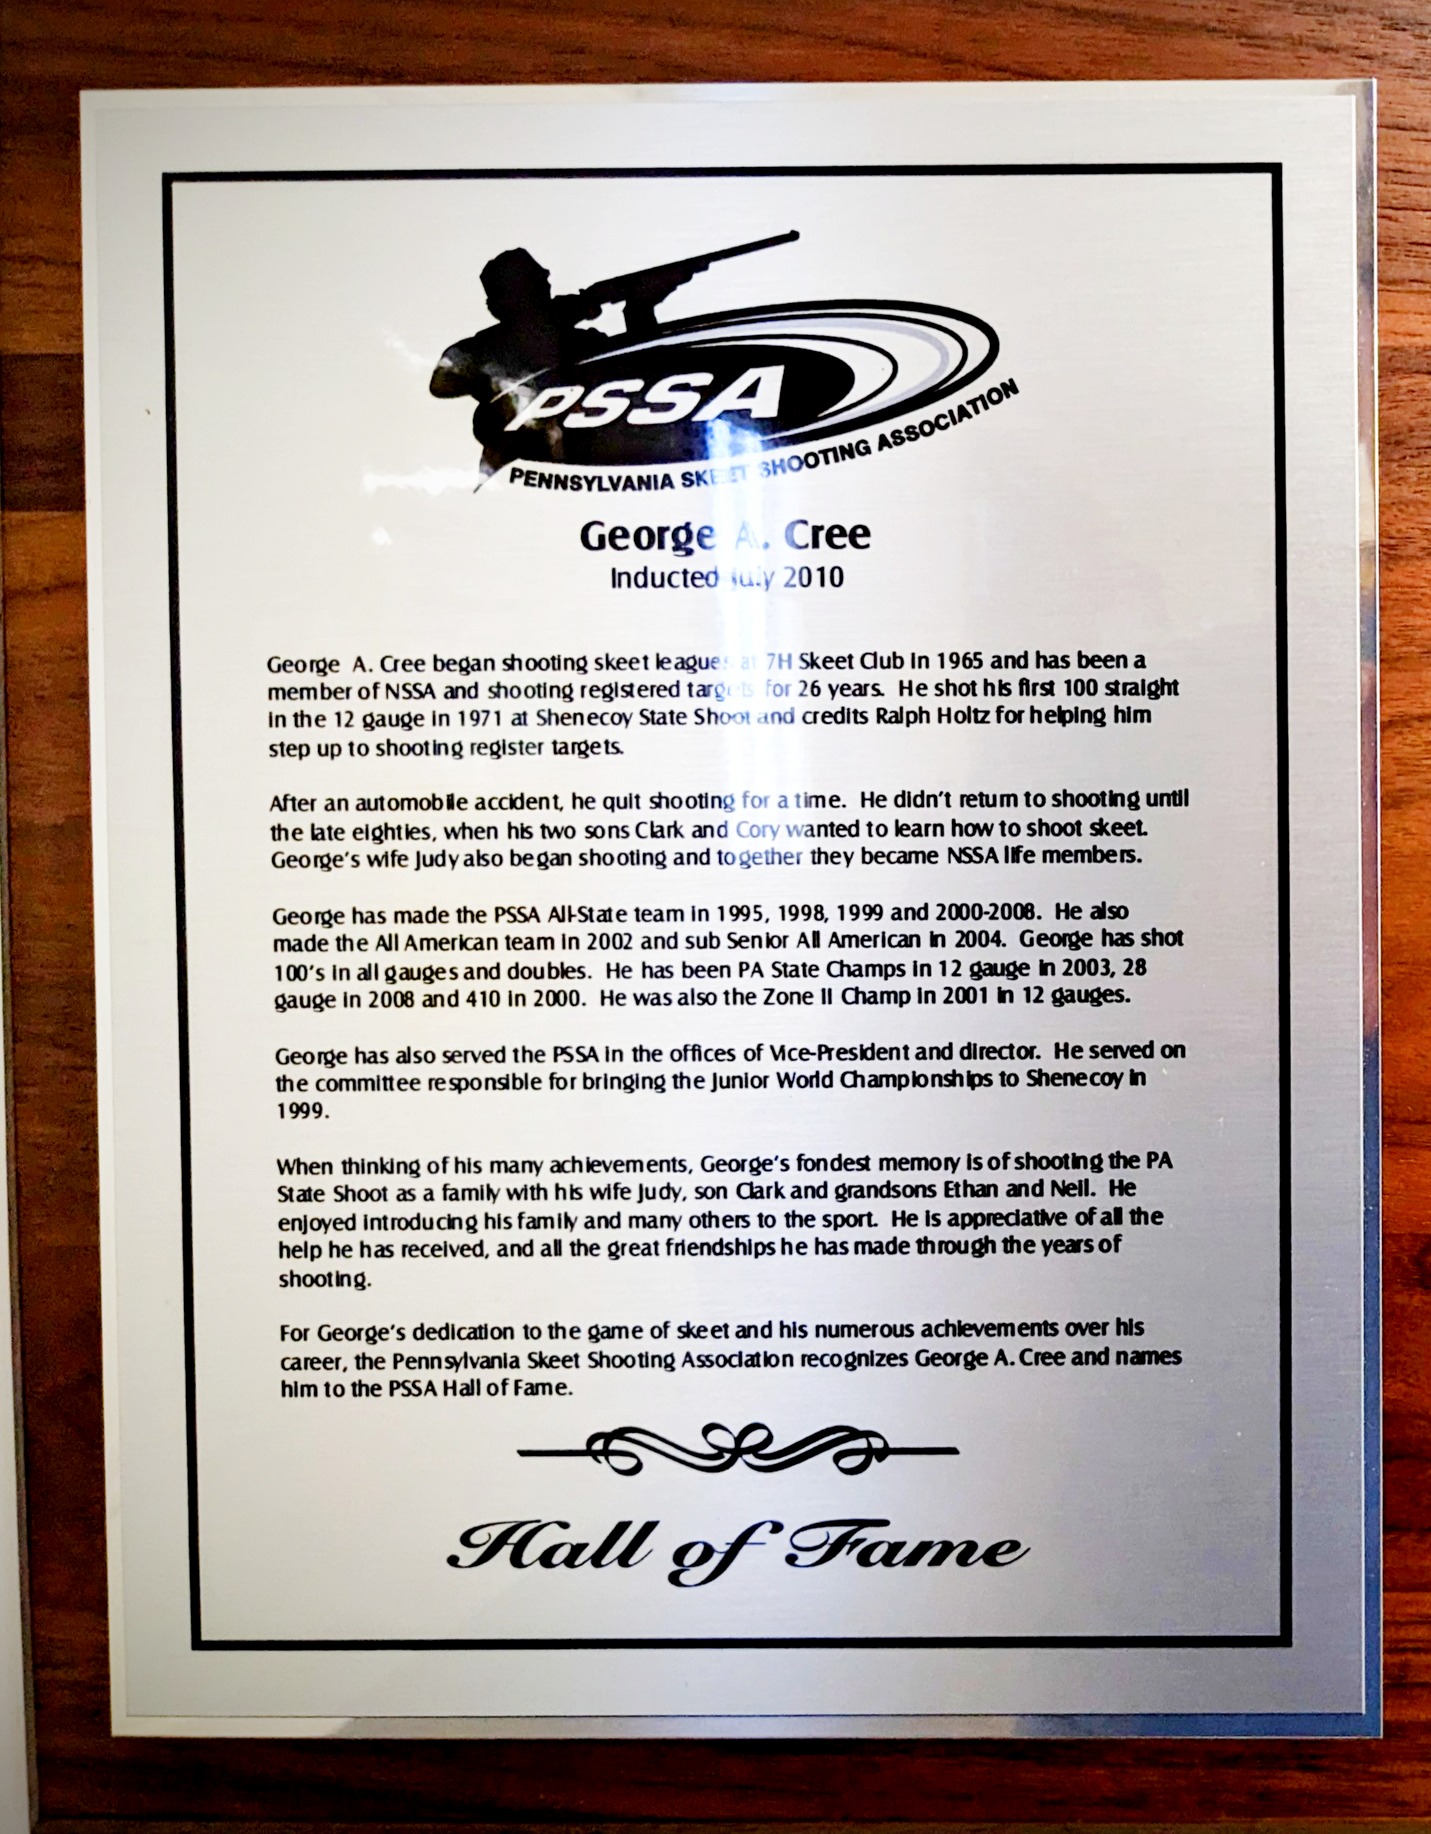 PSSA
PENNSYLVANIA SKEET SHOOTING ASSOCIATION
George A. Cree
Inducted July 2010
George A. Cree began shooting skeet leagues at 7H Skeet Club in 1965 and has been a
member of NSSA and shooting registered targets for 26 years. He shot his first 100 straight
in the 12 gauge in 1971 at Shenecoy State Shoot and credits Ralph Holtz for helping him
step up to shooting register targets.
After an automobile accident, he quit shooting for a time. He didn't return to shooting until
the late eighties, when his two sons Clark and Cory wanted to learn how to shoot skeet.
George's wife Judy also began shooting and together they became NSSA life members.
George has made the PSSA All-State team in 1995, 1998, 1999 and 2000-2008. He also
made the All American team in 2002 and sub Senior All American in 2004. George has shot
100's in all gauges and doubles. He has been PA State Champs in 12 gauge in 2003, 28
gauge in 2008 and 410 in 2000. He was also the Zone II Champ in 2001 in 12 gauges.
George has also served the PSSA in the offices of Vice-President and director. He served on
the committee responsible for bringing the Junior World Championships to Shenecoy in
1999.
When thinking of his many achievements, George's fondest memory is of shooting the PA
State Shoot as a family with his wife Judy, son Clark and grandsons Ethan and Neil. He
enjoyed introducing his family and many others to the sport. He is appreciative of all the
help he has received, and all the great friendships he has made through the years of
shooting.
For George's dedication to the game of skeet and his numerous achievements over his
career, the Pennsylvania Skeet Shooting Association recognizes George A. Cree and names
him to the PSSA Hall of Fame.
Hall of Fame